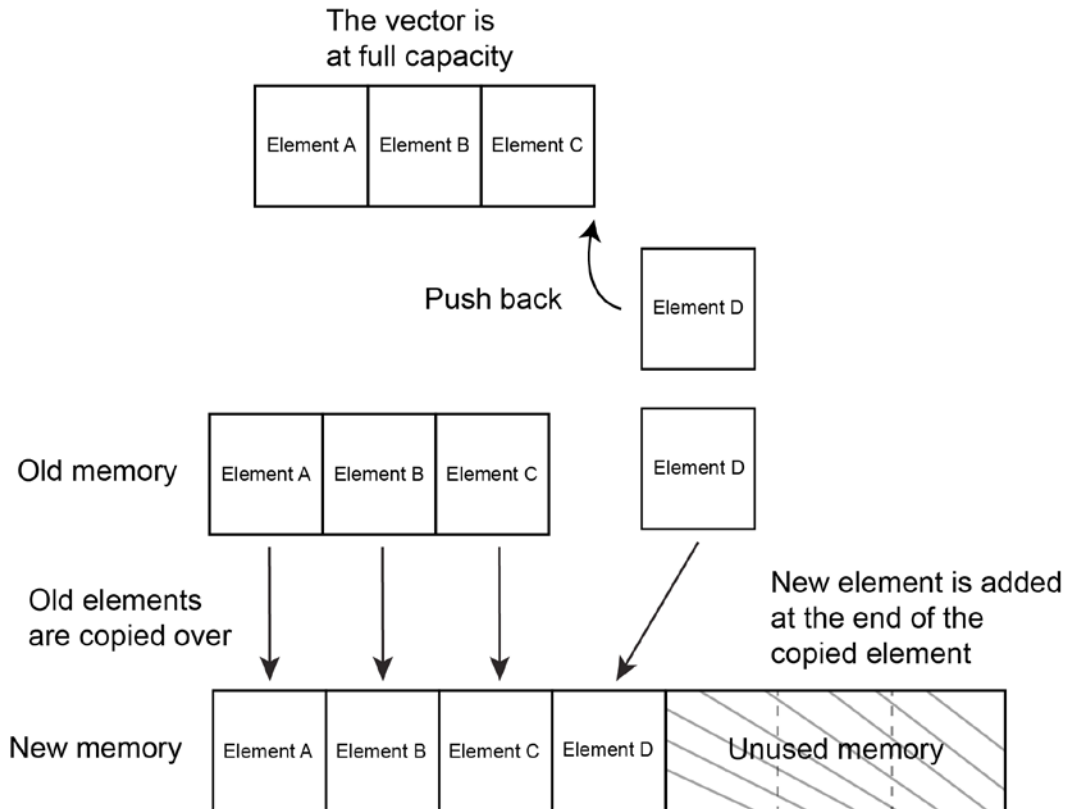 The vector is
at full capacity
Element A Element B Element C
Push back
Element D
Old memory
Element A Element B Element C
Element D
Old elements
are copied over
New element is added
at the end of the
copied element
New memory
Element A Element B Element C Element D
Unused memory